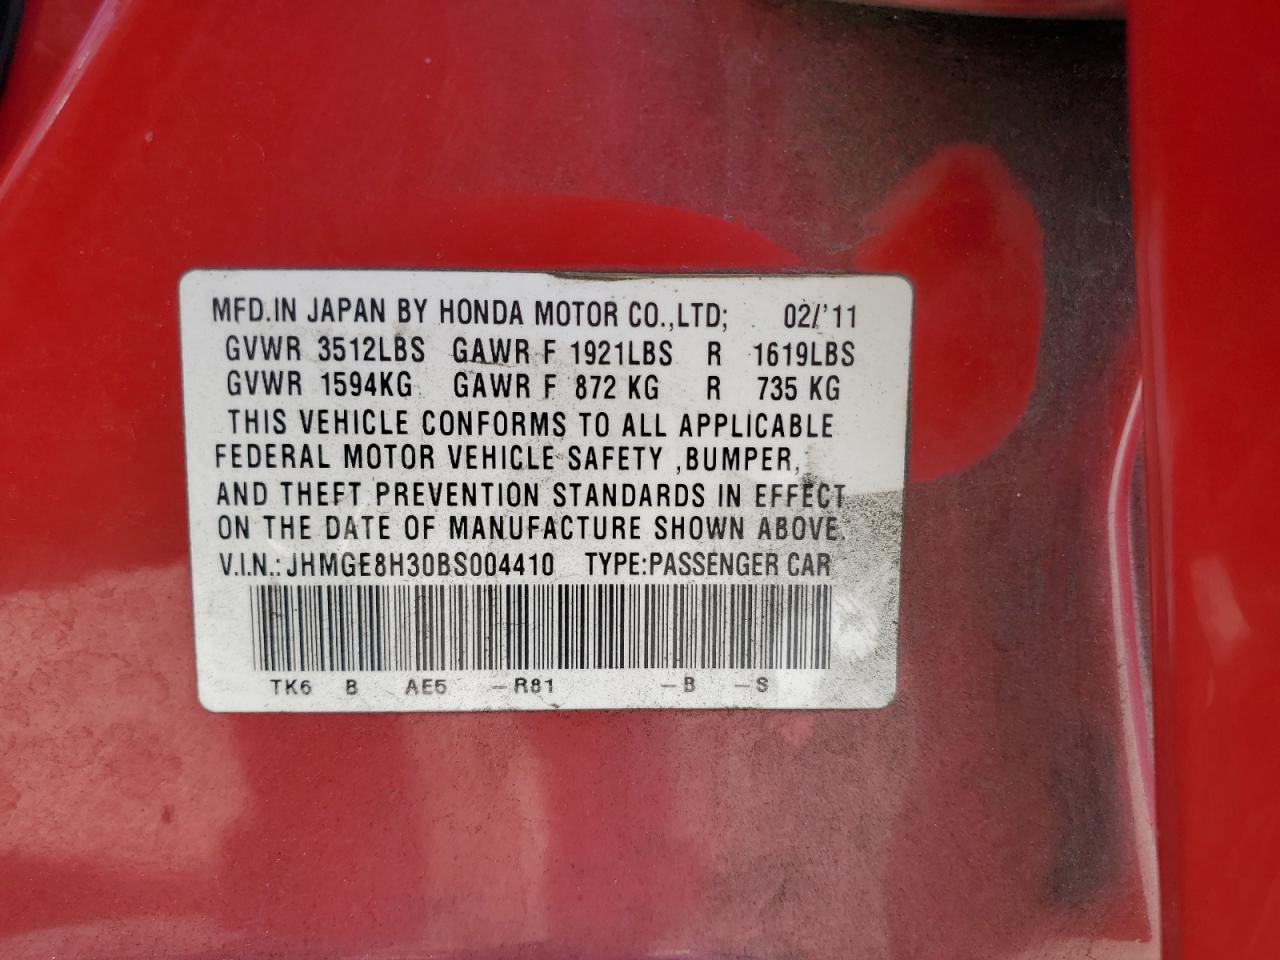 MFD.IN JAPAN BY HONDA MOTOR CO.,LTD; 02/'11
GVWR 3512LBS GAWR F 1921LBS R 1619LBS
GVWR 1594KG GAWR F 872 KG R 735 KG
THIS VEHICLE CONFORMS TO ALL APPLICABLE
FEDERAL MOTOR VEHICLE SAFETY ,BUMPER,
AND THEFT PREVENTION STANDARDS IN EFFECT
ON THE DATE OF MANUFACTURE SHOWN ABOVE.
V.I.N.:JHMGE8H30BS004410 TYPE:PASSENGER CAR
TK6 B AE5 -R81 -B -S